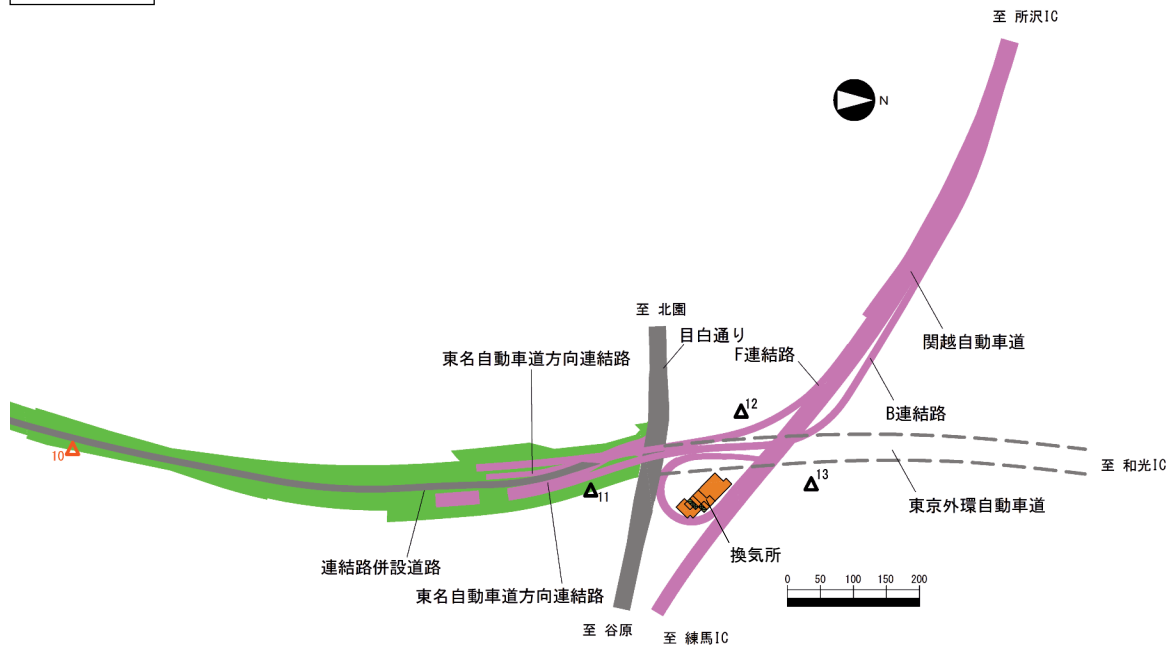 至 所沢IC
N
至 北園
目白通り
F連結路
関越自動車道
東名自動車道方向連結路
12
B連結路
10
至 和光IC
13
11
東京外環自動車道
換気所
連結路併設道路
東名自動車道方向連結路
0 50 100 150 200
至 谷原
至 練馬IC